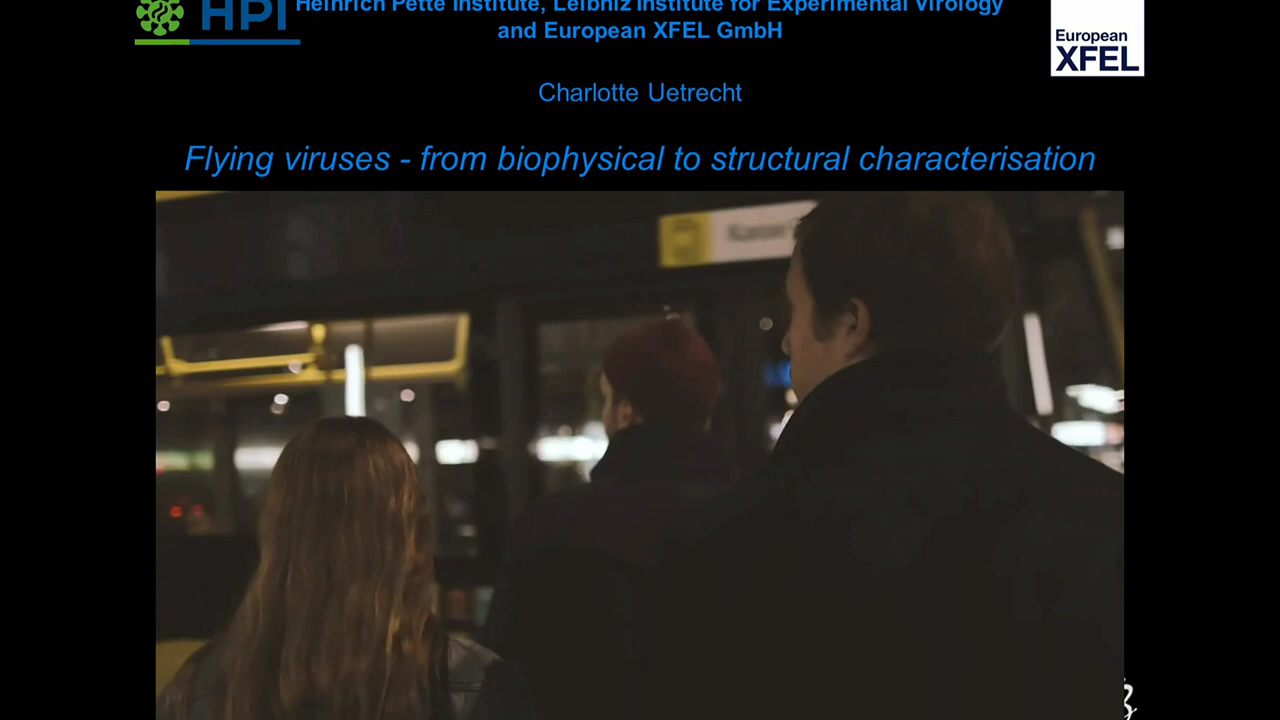 HPI
Heinrich Pette Institute, Leibniz Institute for Experimental Virology
and European XFEL GmbH
European
XFEL
Charlotte Uetrecht
Flying viruses - from biophysical to structural characterisation